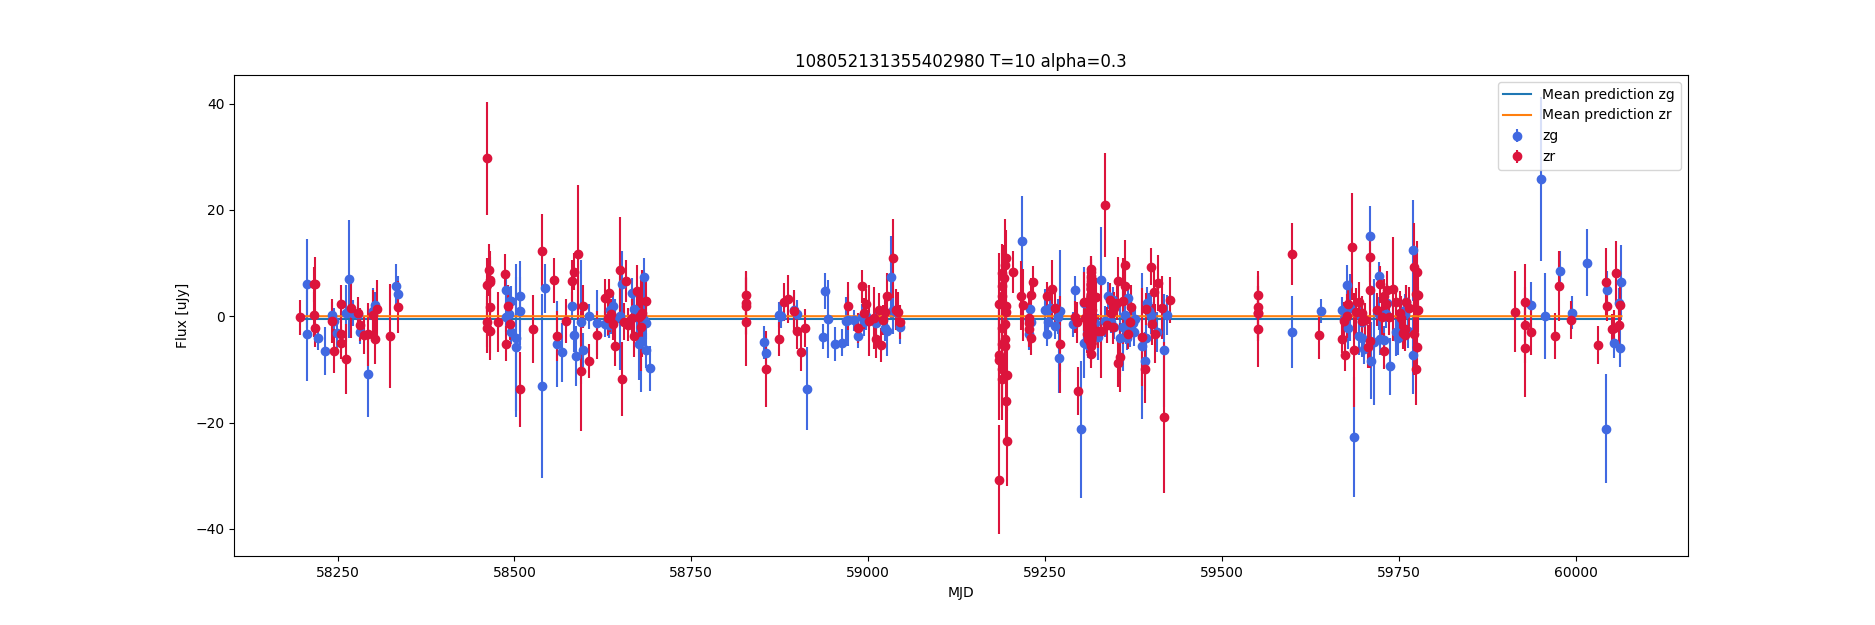 108052131355402980 T=10 alpha=0.3
Mean prediction zg
Mean prediction zr
zg
zr
Flux [uJy]
40
20
0
−20
−40
58250 58500 58750 59000 59250 59500 59750 60000
MJD